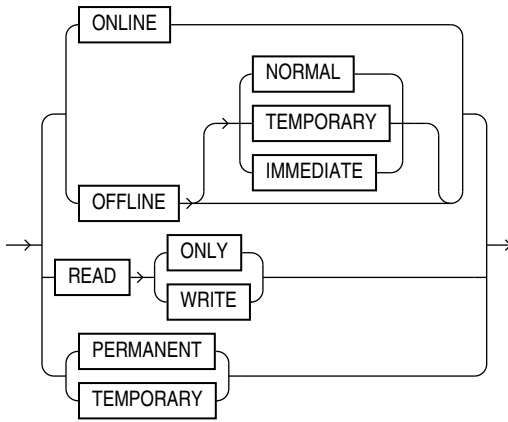 ONLINE
NORMAL
TEMPORARY
IMMEDIATE
OFFLINE
READ
ONLY
WRITE
PERMANENT
TEMPORARY